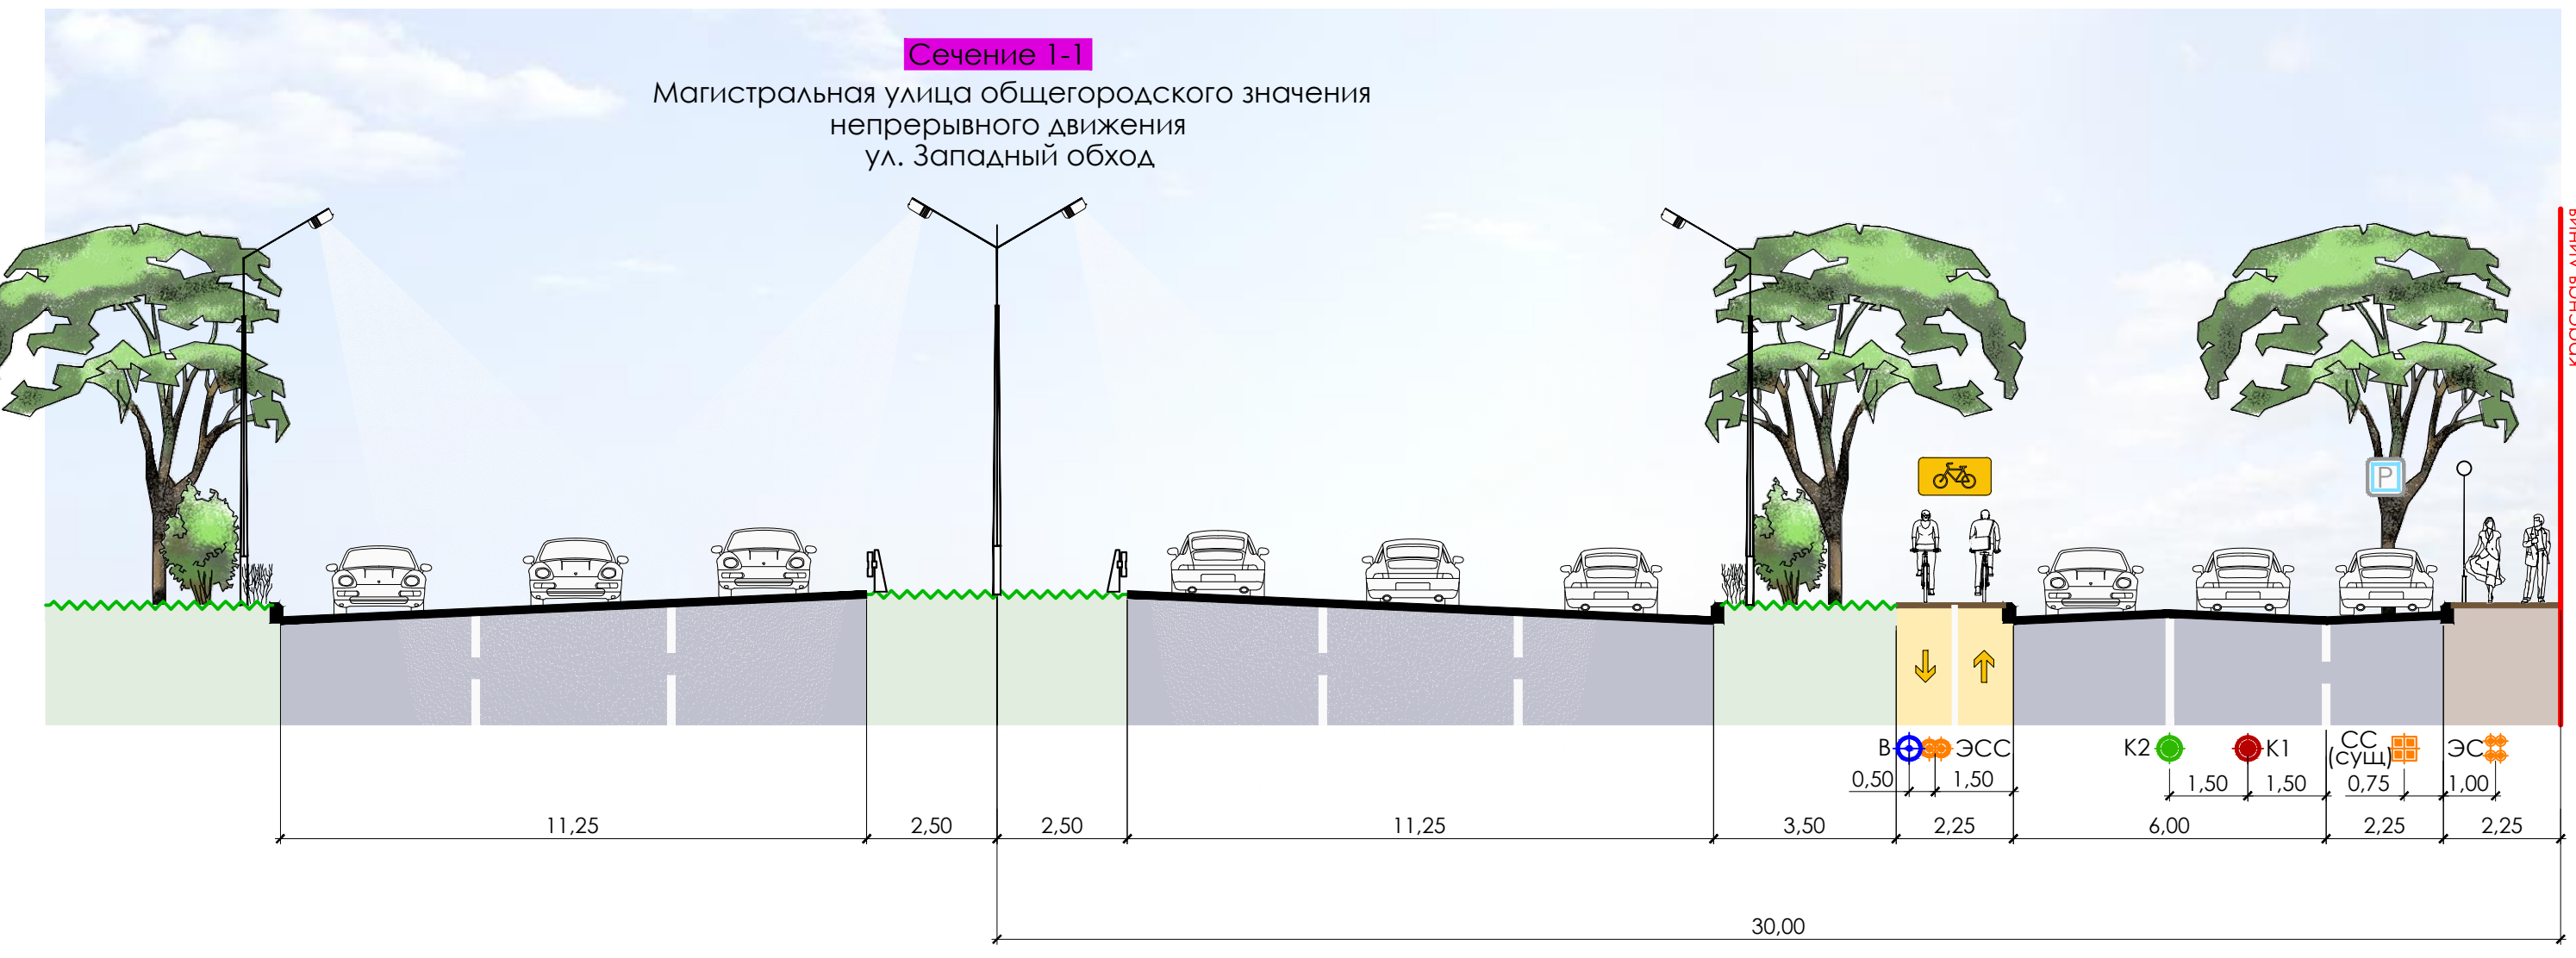 Сечение 1-1
Магистральная улица общегородского значения
непрерывного движения
ул. Западный обход
красная линия
P
В
ЭСС
К2
К1
СС
(сущ)
ЭС
0,50
1,50
1,50
1,50
0,75
1,00
11,25
2,50
2,50
11,25
3,50
2,25
6,00
2,25
2,25
30,00